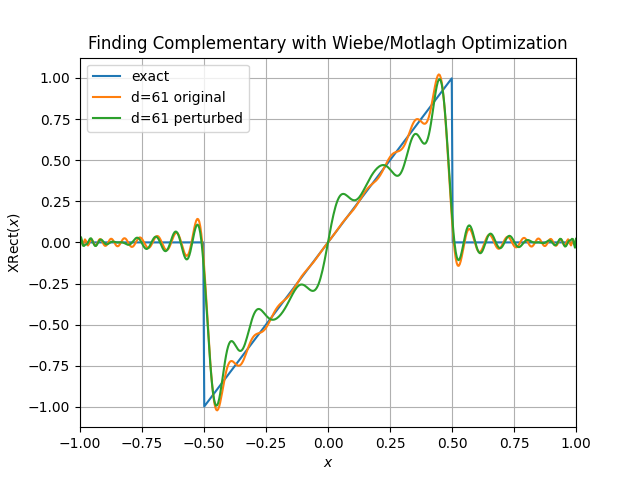 Finding Complementary with Wiebe/Motlagh Optimization
exact
d=61 original
d=61 perturbed
XRect(x)
1.00
0.75
0.50
0.25
0.00
−0.25
−0.50
−0.75
−1.00
−1.00 −0.75 −0.50 −0.25 0.00 0.25 0.50 0.75 1.00
x